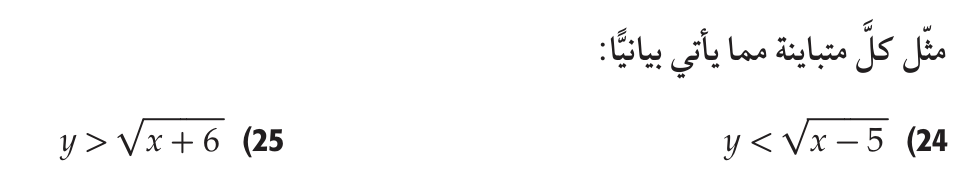 مثّل كلَّ متباينة مما يأتي بيانيًّا:
24) y < √(x − 5) 25) y > √(x + 6)